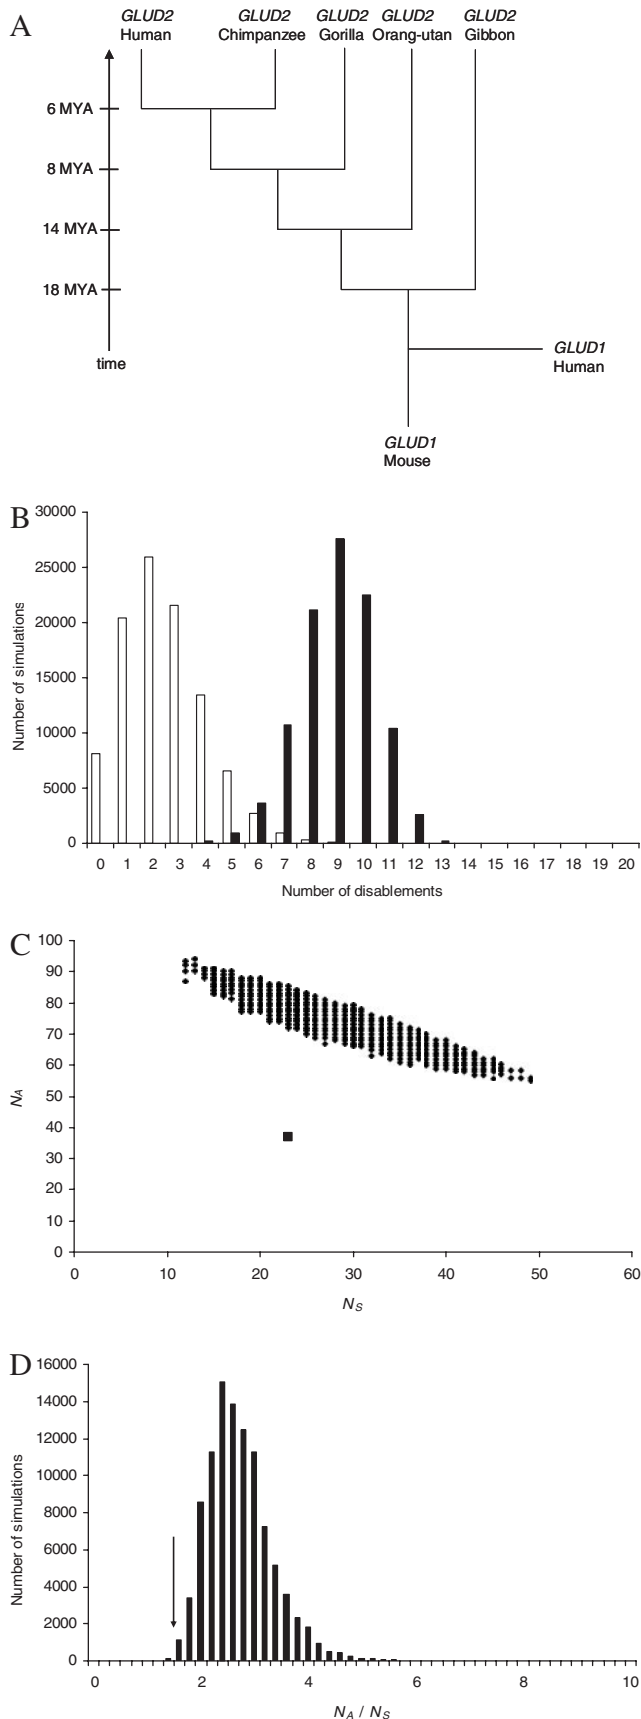 A
GLUD2 GLUD2 GLUD2 GLUD2 GLUD2
Human Chimpanzee Gorilla Orang-utan Gibbon
6 MYA
8 MYA
14 MYA
18 MYA
time
GLUD1
Human
GLUD1
Mouse
B
Number of simulations
30000
25000
20000
15000
10000
5000
0
0 1 2 3 4 5 6 7 8 9 10 11 12 13 14 15 16 17 18 19 20
Number of disablements
C
N_A
100
90
80
70
60
50
40
30
20
10
0
0 10 20 30 40 50 60
N_S
D
Number of simulations
16000
14000
12000
10000
8000
6000
4000
2000
0
0 2 4 6 8 10
N_A / N_S